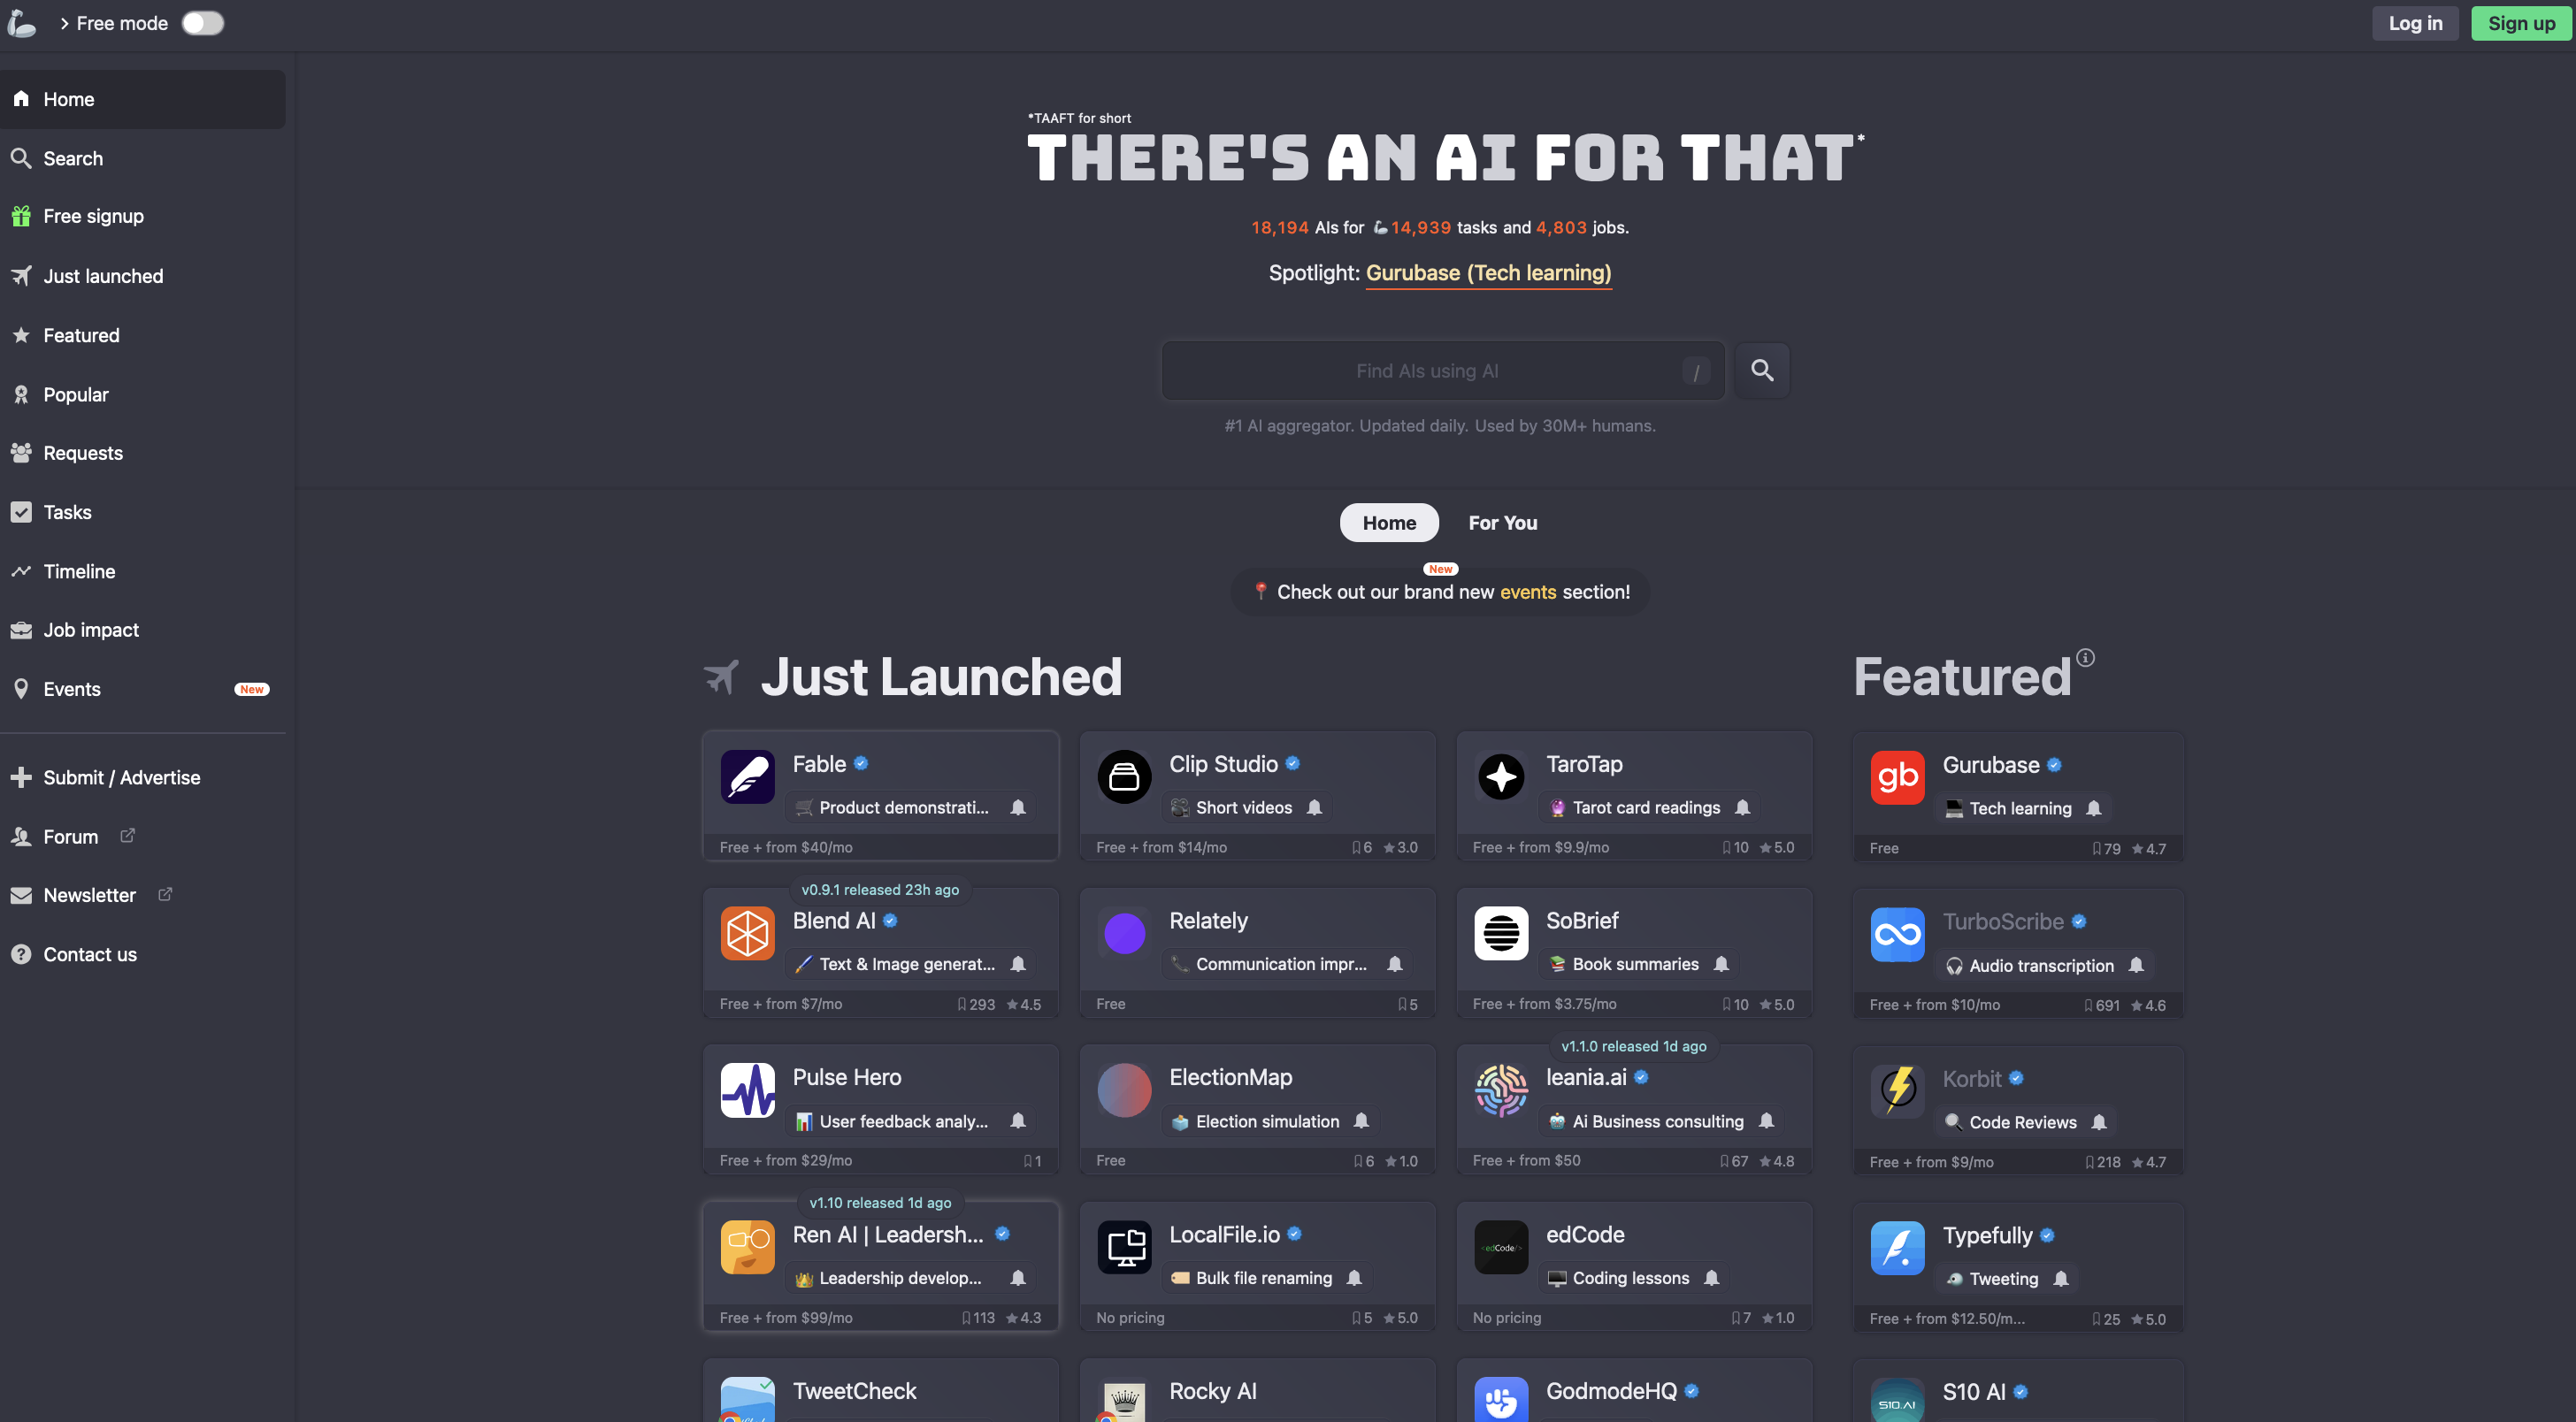 Free mode
Log in
Sign up
Home
Search
Free signup
Just launched
Featured
Popular
Requests
Tasks
Timeline
Job impact
Events New
Submit / Advertise
Forum
Newsletter
Contact us
*TAAFT for short
THERE'S AN AI FOR THAT*
18,194 AIs for 14,939 tasks and 4,803 jobs.
Spotlight: Gurubase (Tech learning)
Find AIs using AI /
#1 AI aggregator. Updated daily. Used by 30M+ humans.
Home For You
New
Check out our brand new events section!
Just Launched
Fable
Product demonstrati...
Free + from $40/mo
Clip Studio
Short videos
Free + from $14/mo 6 3.0
TaroTap
Tarot card readings
Free + from $9.9/mo 10 5.0
v0.9.1 released 23h ago
Blend AI
Text & Image generat...
Free + from $7/mo 293 4.5
Relately
Communication impr...
Free 5
SoBrief
Book summaries
Free + from $3.75/mo 10 5.0
Pulse Hero
User feedback analy...
Free + from $29/mo 1
ElectionMap
Election simulation
Free 6 1.0
v1.1.0 released 1d ago
leania.ai
Ai Business consulting
Free + from $50 67 4.8
v1.10 released 1d ago
Ren AI | Leadersh...
Leadership develop...
Free + from $99/mo 113 4.3
LocalFile.io
Bulk file renaming
No pricing 5 5.0
<edCode/>
edCode
Coding lessons
No pricing 7 1.0
TweetCheck
Rocky AI
GodmodeHQ
Featured
gb
Gurubase
Tech learning
Free 79 4.7
TurboScribe
Audio transcription
Free + from $10/mo 691 4.6
Korbit
Code Reviews
Free + from $9/mo 218 4.7
Typefully
Tweeting
Free + from $12.50/m... 25 5.0
S10.AI
S10 AI